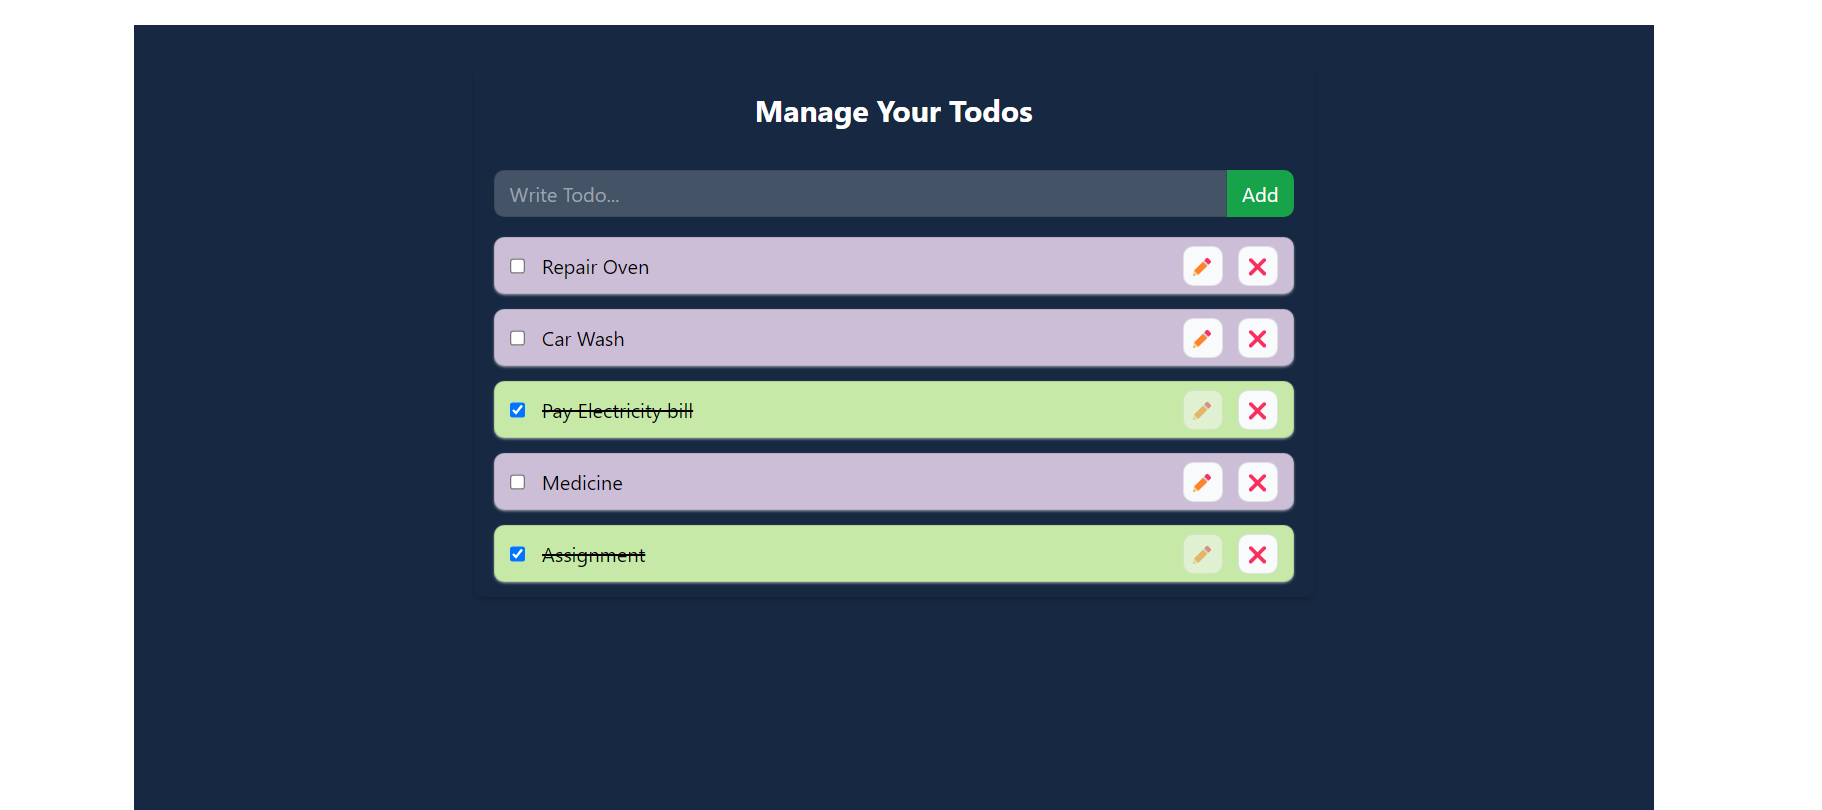 Manage Your Todos
Write Todo...
Add
Repair Oven
Car Wash
Pay Electricity bill
Medicine
Assignment